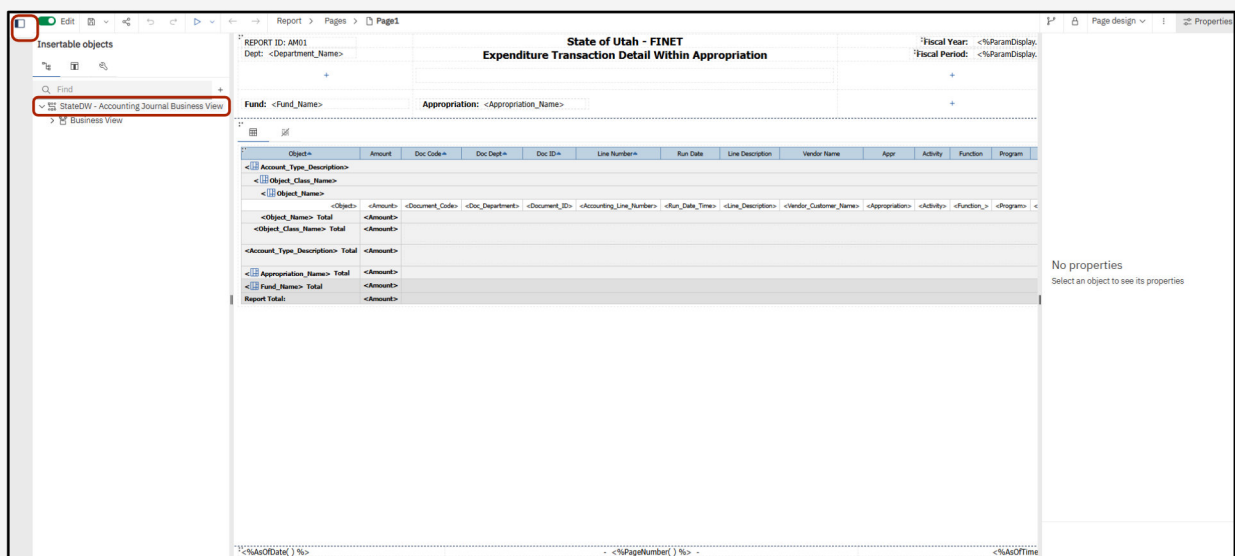 Edit Report > Pages > Page1 Page design Properties
Insertable objects
Find
StateDW - Accounting Journal Business View
Business View
REPORT ID: AM01 State of Utah - FINET Fiscal Year: <%ParamDisplay.
Dept: <Department_Name> Expenditure Transaction Detail Within Appropriation Fiscal Period: <%ParamDisplay.
Fund: <Fund_Name> Appropriation: <Appropriation_Name>
Object Amount Doc Code Doc Dept Doc ID Line Number Run Date Line Description Vendor Name Appr Activity Function Program
<Account_Type_Description>
<Object_Class_Name>
<Object_Name>
<Object> <Amount> <Document_Code> <Doc_Department> <Document_ID> <Accounting_Line_Number> <Run_Date_Time> <Line_Description> <Vendor_Customer_Name> <Appropriation> <Activity> <Function_> <Program> <
<Object_Name> Total <Amount>
<Object_Class_Name> Total <Amount>
<Account_Type_Description> Total <Amount>
<Appropriation_Name> Total <Amount>
<Fund_Name> Total <Amount>
Report Total: <Amount>
No properties
Select an object to see its properties
<%AsOfDate( ) %> - <%PageNumber( ) %> - <%AsOfTime